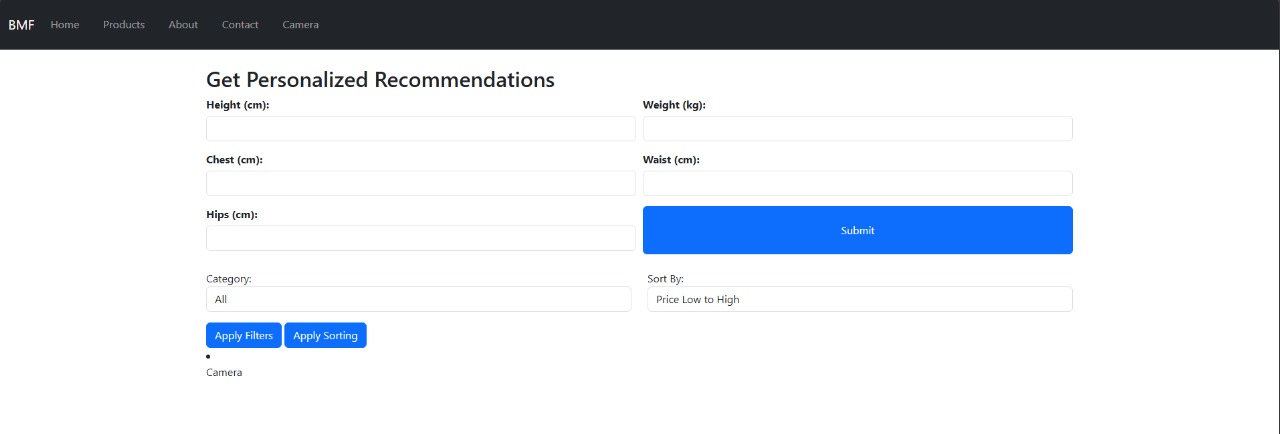 BMF Home Products About Contact Camera
Get Personalized Recommendations
Height (cm): Weight (kg):
Chest (cm): Waist (cm):
Hips (cm):
Submit
Category: Sort By:
All Price Low to High
Apply Filters Apply Sorting
Camera